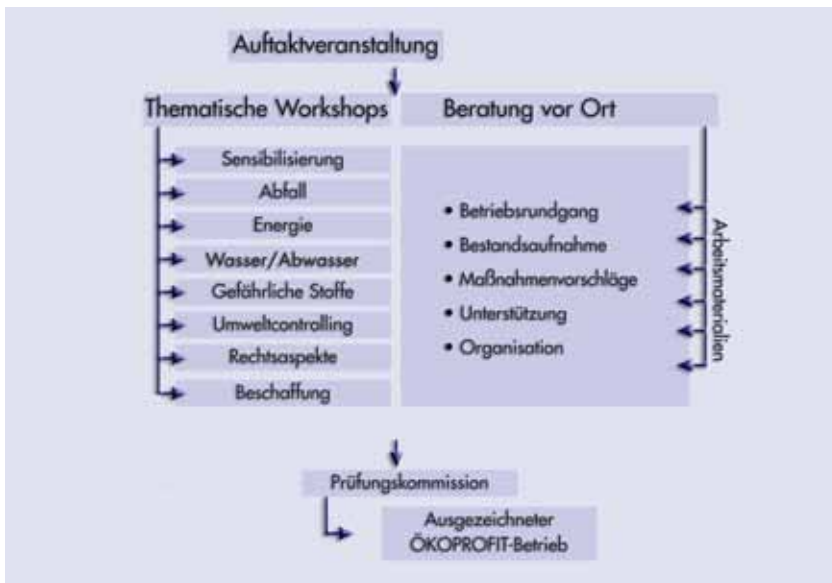 Auftaktveranstaltung
Thematische Workshops
Beratung vor Ort
Sensibilisierung
Abfall
Energie
Wasser/Abwasser
Gefährliche Stoffe
Umweltcontrolling
Rechtsaspekte
Beschaffung
• Betriebsrundgang
• Bestandsaufnahme
• Maßnahmenvorschläge
• Unterstützung
• Organisation
Arbeitsmaterialien
Prüfungskommission
Ausgezeichneter
ÖKOPROFIT-Betrieb